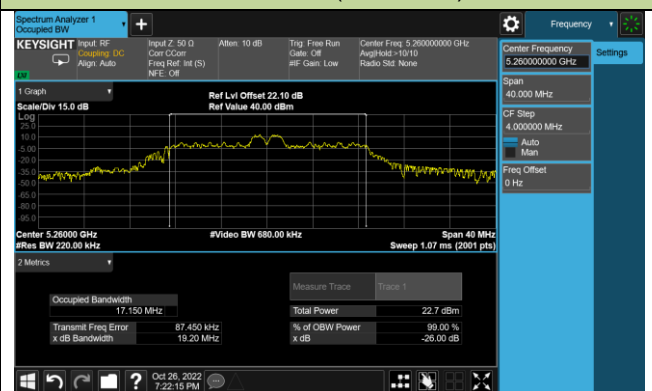 Spectrum Analyzer 1
Occupied BW
Frequency
KEYSIGHT
Input: RF
Coupling: DC
Align: Auto
Input Z: 50 Ω
Corr CCorr
Freq Ref: Int (S)
NFE: Off
Atten: 10 dB
Trig: Free Run
Gate: Off
#IF Gain: Low
Center Freq: 5.260000000 GHz
Avg|Hold:>10/10
Radio Std: None
LXI
Center Frequency
5.260000000 GHz
Settings
Span
40.000 MHz
CF Step
4.000000 MHz
Auto
Man
Freq Offset
0 Hz
1 Graph
Scale/Div 15.0 dB
Ref Lvl Offset 22.10 dB
Ref Value 40.00 dBm
Log
25.0
10.0
-5.00
-20.0
-35.0
-50.0
-65.0
-80.0
-95.0
Center 5.26000 GHz
#Res BW 220.00 kHz
#Video BW 680.00 kHz
Span 40 MHz
Sweep 1.07 ms (2001 pts)
2 Metrics
Measure Trace
Trace 1
Occupied Bandwidth
17.150 MHz
Total Power
22.7 dBm
Transmit Freq Error
87.450 kHz
% of OBW Power
99.00 %
x dB Bandwidth
19.20 MHz
x dB
-26.00 dB
Oct 26, 2022
7:22:15 PM